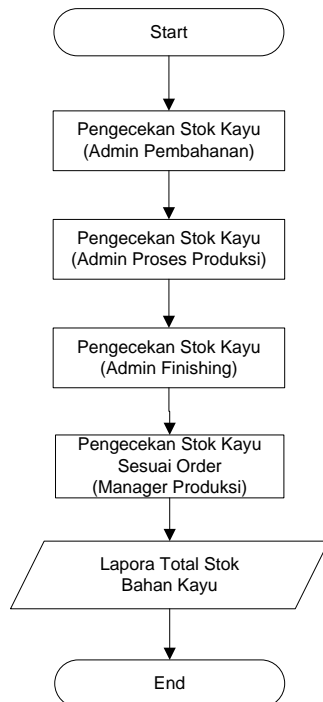 Start
Pengecekan Stok Kayu
(Admin Pembahanan)
Pengecekan Stok Kayu
(Admin Proses Produksi)
Pengecekan Stok Kayu
(Admin Finishing)
Pengecekan Stok Kayu
Sesuai Order
(Manager Produksi)
Lapora Total Stok
Bahan Kayu
End